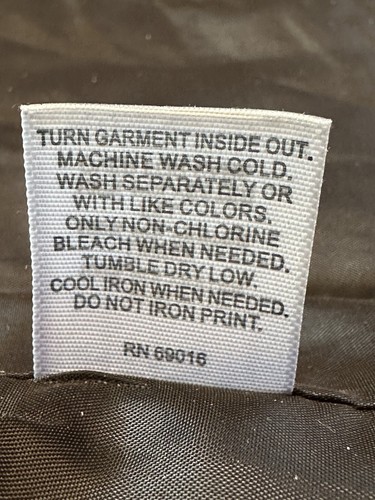 TURN GARMENT INSIDE OUT.
MACHINE WASH COLD.
WASH SEPARATELY OR
WITH LIKE COLORS.
ONLY NON-CHLORINE
BLEACH WHEN NEEDED.
TUMBLE DRY LOW.
COOL IRON WHEN NEEDED.
DO NOT IRON PRINT.
RN 69016